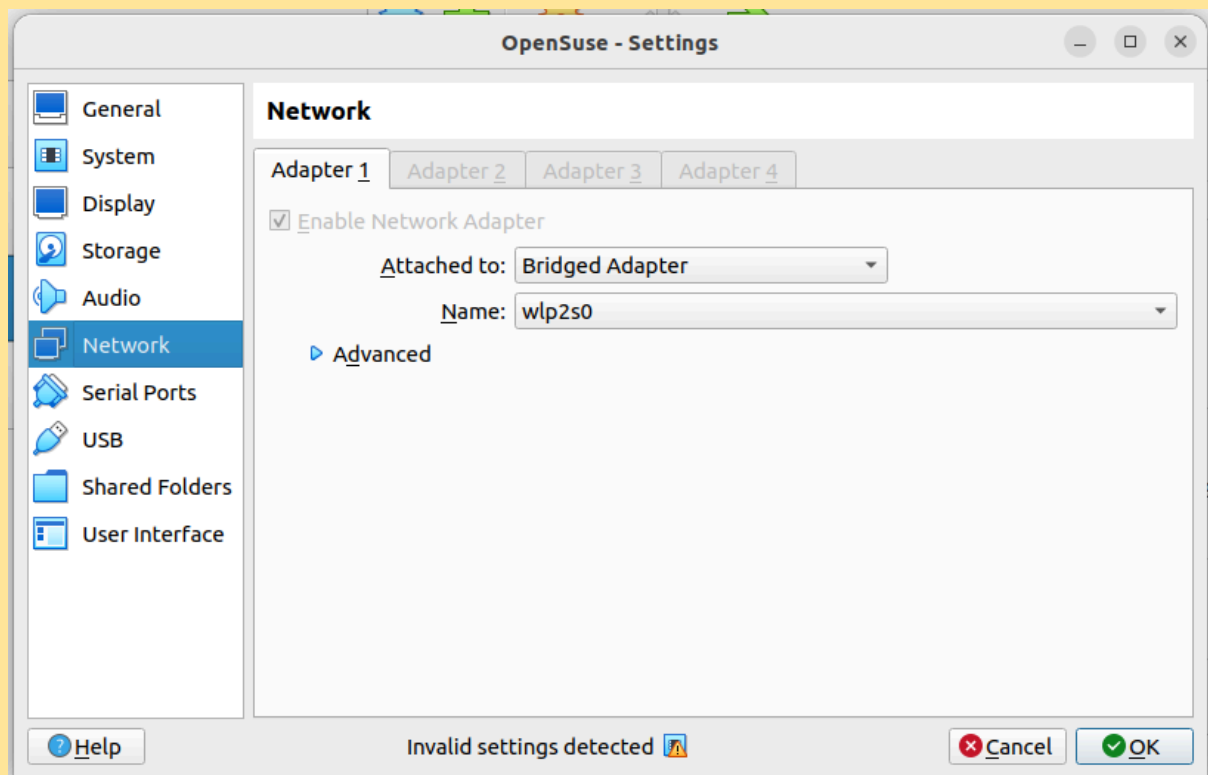 OpenSuse - Settings
General
System
Display
Storage
Audio
Network
Serial Ports
USB
Shared Folders
User Interface
Network
Adapter 1
Adapter 2
Adapter 3
Adapter 4
Enable Network Adapter
Attached to: Bridged Adapter
Name: wlp2s0
Advanced
Help
Invalid settings detected
Cancel
OK